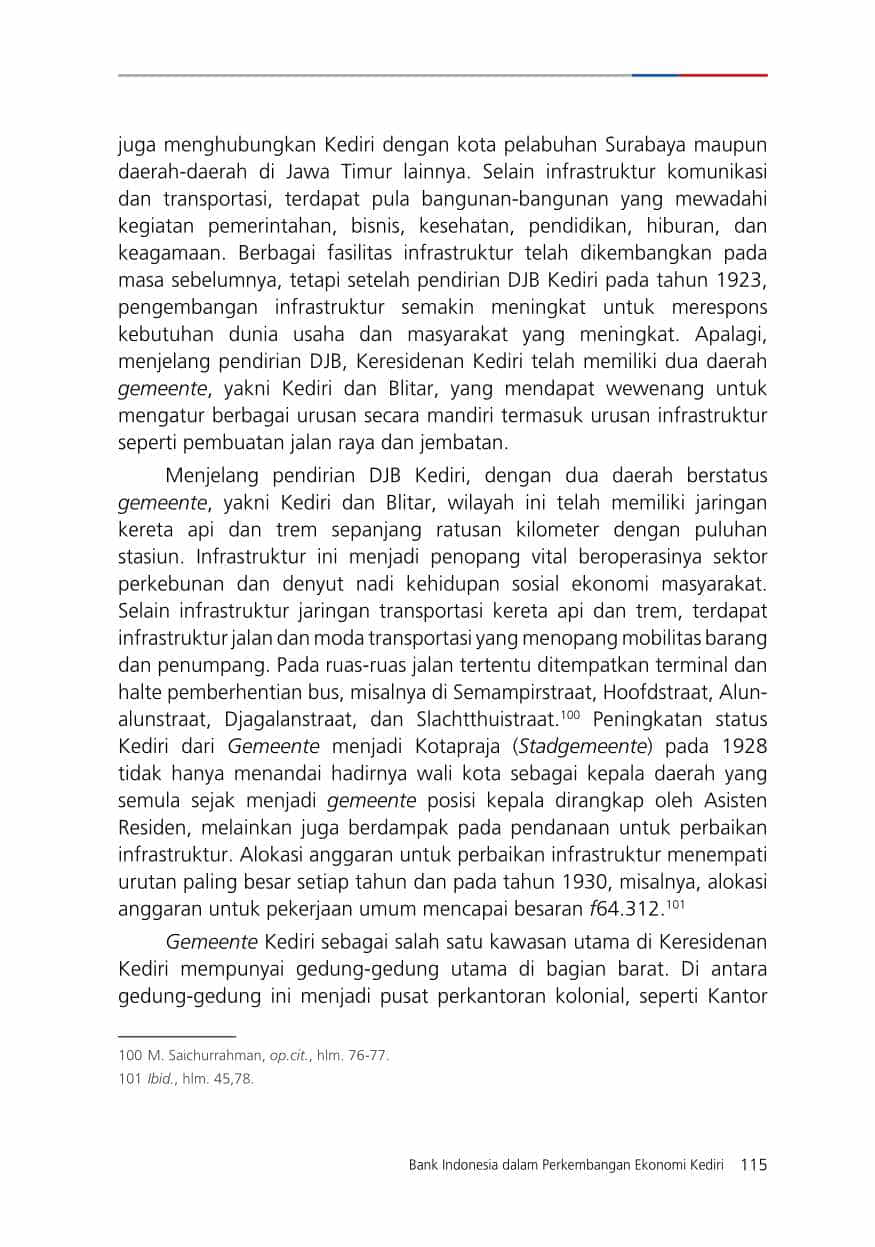 juga menghubungkan Kediri dengan kota pelabuhan Surabaya maupun
daerah-daerah di Jawa Timur lainnya. Selain infrastruktur komunikasi
dan transportasi, terdapat pula bangunan-bangunan yang mewadahi
kegiatan pemerintahan, bisnis, kesehatan, pendidikan, hiburan, dan
keagamaan. Berbagai fasilitas infrastruktur telah dikembangkan pada
masa sebelumnya, tetapi setelah pendirian DJB Kediri pada tahun 1923,
pengembangan infrastruktur semakin meningkat untuk merespons
kebutuhan dunia usaha dan masyarakat yang meningkat. Apalagi,
menjelang pendirian DJB, Keresidenan Kediri telah memiliki dua daerah
gemeente, yakni Kediri dan Blitar, yang mendapat wewenang untuk
mengatur berbagai urusan secara mandiri termasuk urusan infrastruktur
seperti pembuatan jalan raya dan jembatan.
Menjelang pendirian DJB Kediri, dengan dua daerah berstatus
gemeente, yakni Kediri dan Blitar, wilayah ini telah memiliki jaringan
kereta api dan trem sepanjang ratusan kilometer dengan puluhan
stasiun. Infrastruktur ini menjadi penopang vital beroperasinya sektor
perkebunan dan denyut nadi kehidupan sosial ekonomi masyarakat.
Selain infrastruktur jaringan transportasi kereta api dan trem, terdapat
infrastruktur jalan dan moda transportasi yang menopang mobilitas barang
dan penumpang. Pada ruas-ruas jalan tertentu ditempatkan terminal dan
halte pemberhentian bus, misalnya di Semampirstraat, Hoofdstraat, Alun-
alunstraat, Djagalanstraat, dan Slachtthuistraat.100 Peningkatan status
Kediri dari Gemeente menjadi Kotapraja (Stadgemeente) pada 1928
tidak hanya menandai hadirnya wali kota sebagai kepala daerah yang
semula sejak menjadi gemeente posisi kepala dirangkap oleh Asisten
Residen, melainkan juga berdampak pada pendanaan untuk perbaikan
infrastruktur. Alokasi anggaran untuk perbaikan infrastruktur menempati
urutan paling besar setiap tahun dan pada tahun 1930, misalnya, alokasi
anggaran untuk pekerjaan umum mencapai besaran f64.312.101
Gemeente Kediri sebagai salah satu kawasan utama di Keresidenan
Kediri mempunyai gedung-gedung utama di bagian barat. Di antara
gedung-gedung ini menjadi pusat perkantoran kolonial, seperti Kantor
100 M. Saichurrahman, op.cit., hlm. 76-77.
101 Ibid., hlm. 45,78.
Bank Indonesia dalam Perkembangan Ekonomi Kediri 115